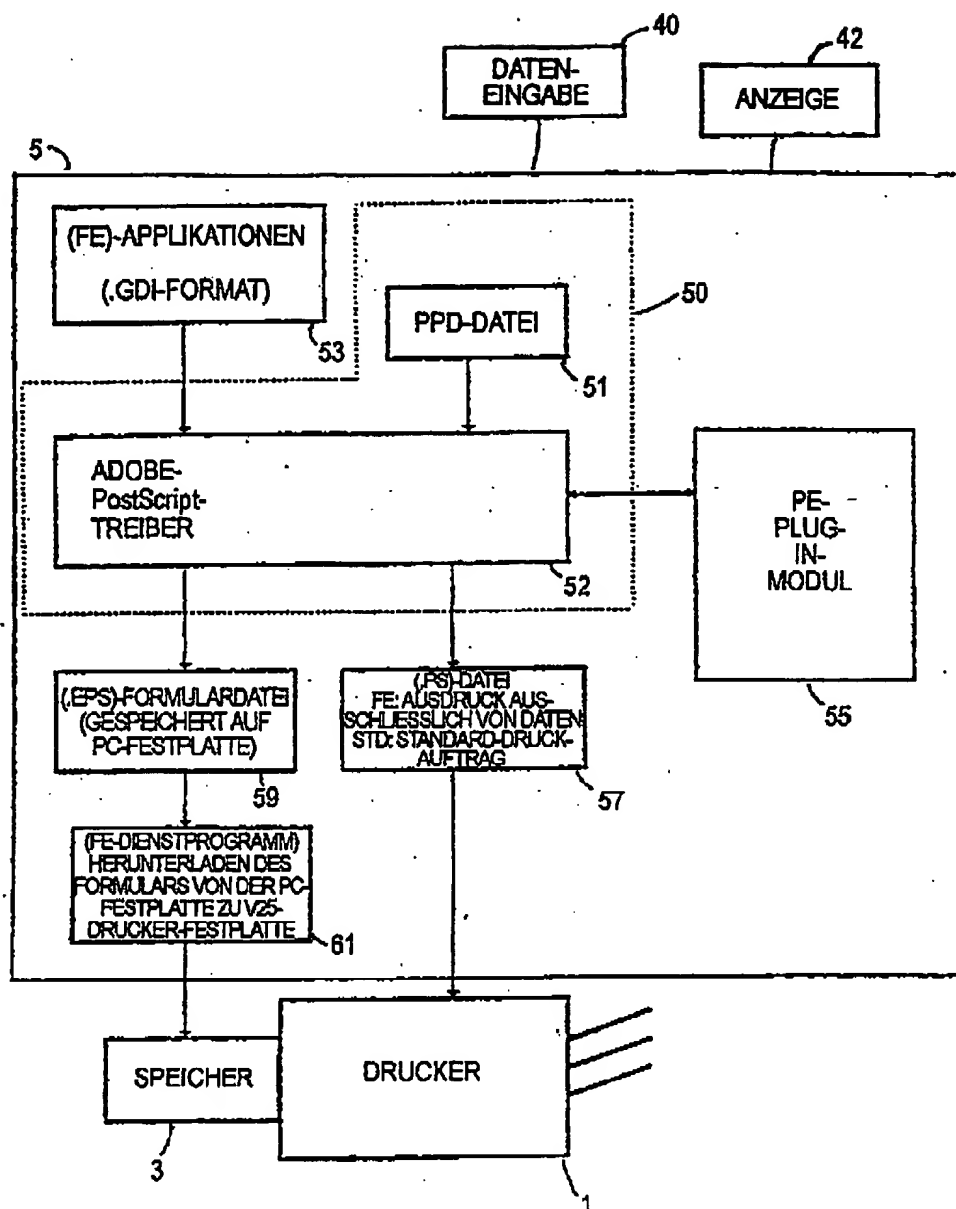 40
DATEN-
EINGABE
42
ANZEIGE
5
(FE)-APPLIKATIONEN
(.GDI-FORMAT)
53
PPD-DATEI
51
50
ADOBE-
PostScript-
TREIBER
52
PE-
PLUG-
IN-
MODUL
55
(.EPS)-FORMULARDATEI
(GESPEICHERT AUF
PC-FESTPLATTE)
59
(.PS)-DATEI
FE: AUSDRUCK AUS-
SCHLIESSLICH VON DATEN
STD: STANDARD-DRUCK-
AUFTRAG
57
(FE-DIENSTPROGRAMM)
HERUNTERLADEN DES
FORMULARS VON DER PC-
FESTPLATTE ZU V25-
DRUCKER-FESTPLATTE
61
SPEICHER
3
DRUCKER
1